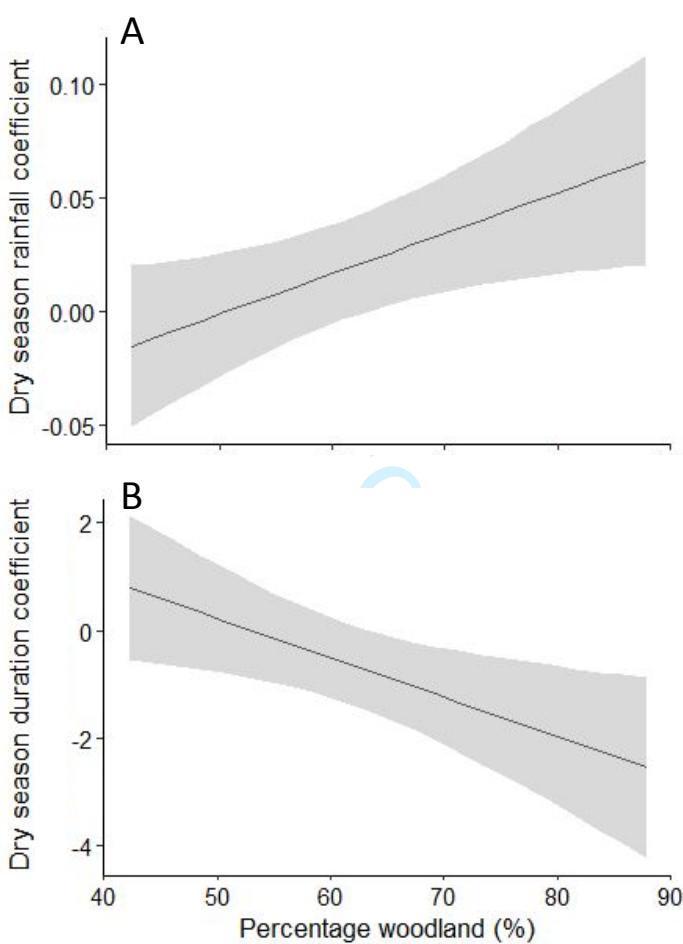 A
Dry season rainfall coefficient
0.10
0.05
0.00
-0.05
B
Dry season duration coefficient
2
0
-2
-4
40 50 60 70 80 90
Percentage woodland (%)